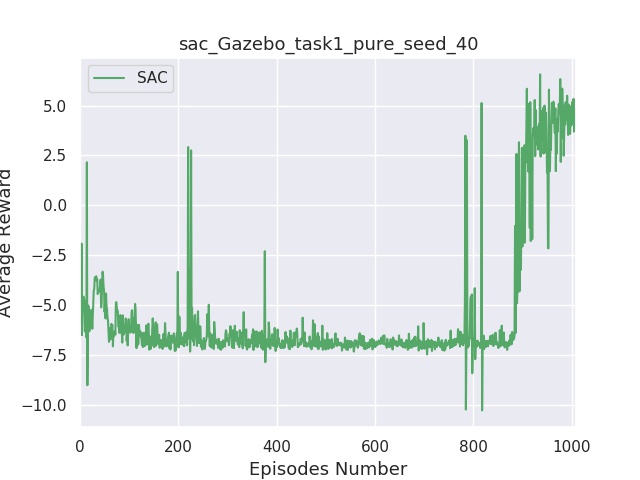 sac_Gazebo_task1_pure_seed_40
SAC
Average Reward
5.0
2.5
0.0
−2.5
−5.0
−7.5
−10.0
0 200 400 600 800 1000
Episodes Number